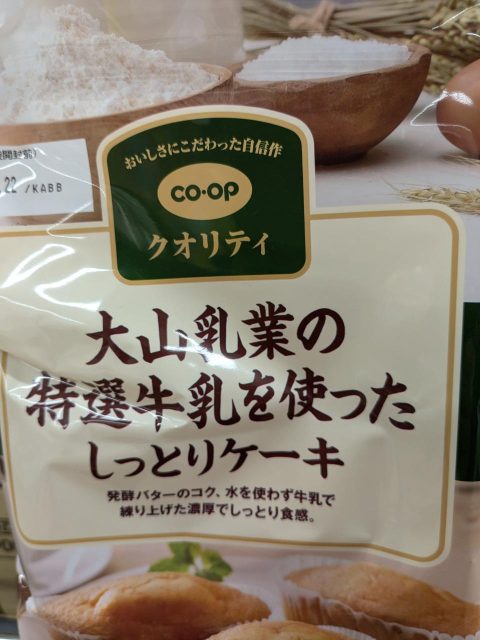 開封前)
.22 /KABB
おいしさにこだわった自信作
co·op
クオリティ
大山乳業の
特選牛乳を使った
しっとりケーキ
発酵バターのコク、水を使わず牛乳で
練り上げた濃厚でしっとり食感。